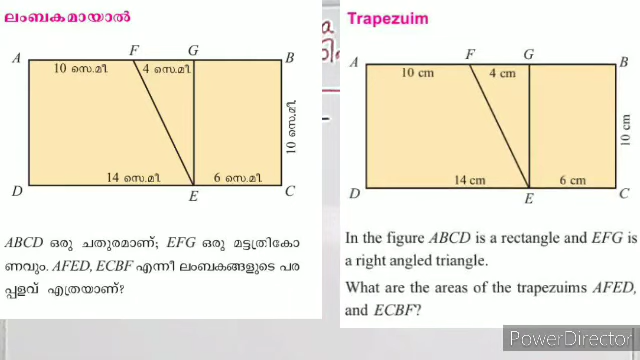 ലംബകമായാൽ
A
F
G
B
10 സെ.മീ.
4 സെ.മീ.
10 സെ.മീ.
14 സെ.മീ.
6 സെ.മീ.
D
E
C
ABCD ഒരു ചതുരമാണ്; EFG ഒരു മട്ടത്രികോ
ണവും. AFED, ECBF എന്നീ ലംബകങ്ങളുടെ പര
പ്പളവ് എത്രയാണ്?
Trapezuim
A
F
G
B
10 cm
4 cm
10 cm
14 cm
6 cm
D
E
C
In the figure ABCD is a rectangle and EFG is
a right angled triangle.
What are the areas of the trapezuims AFED,
and ECBF?
PowerDirector